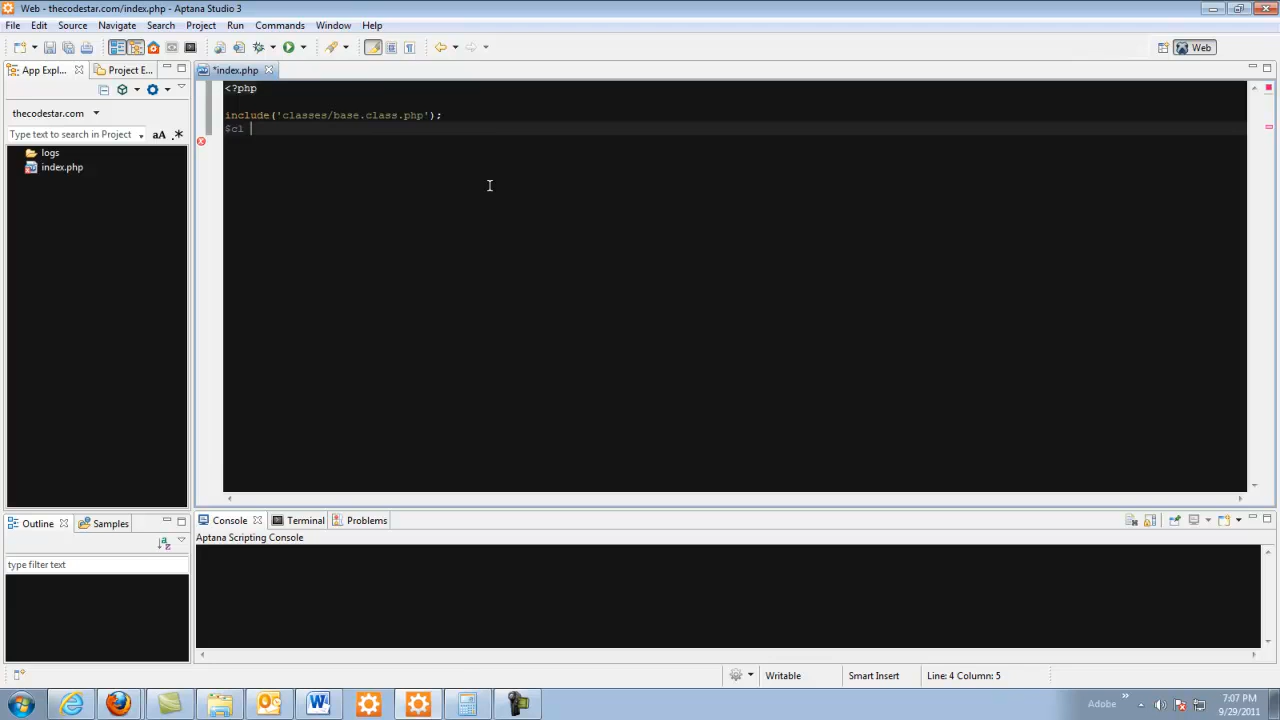 Web - thecodestar.com/index.php - Aptana Studio 3
File Edit Source Navigate Search Project Run Commands Window Help
Web
App Expl... Project E... *index.php
thecodestar.com
Type text to search in Project aA .*
logs
index.php
<?php
include('classes/base.class.php');
$cl
Outline Samples
type filter text
Console Terminal Problems
Aptana Scripting Console
Writable Smart Insert Line: 4 Column: 5
Adobe » 7:07 PM
9/29/2011